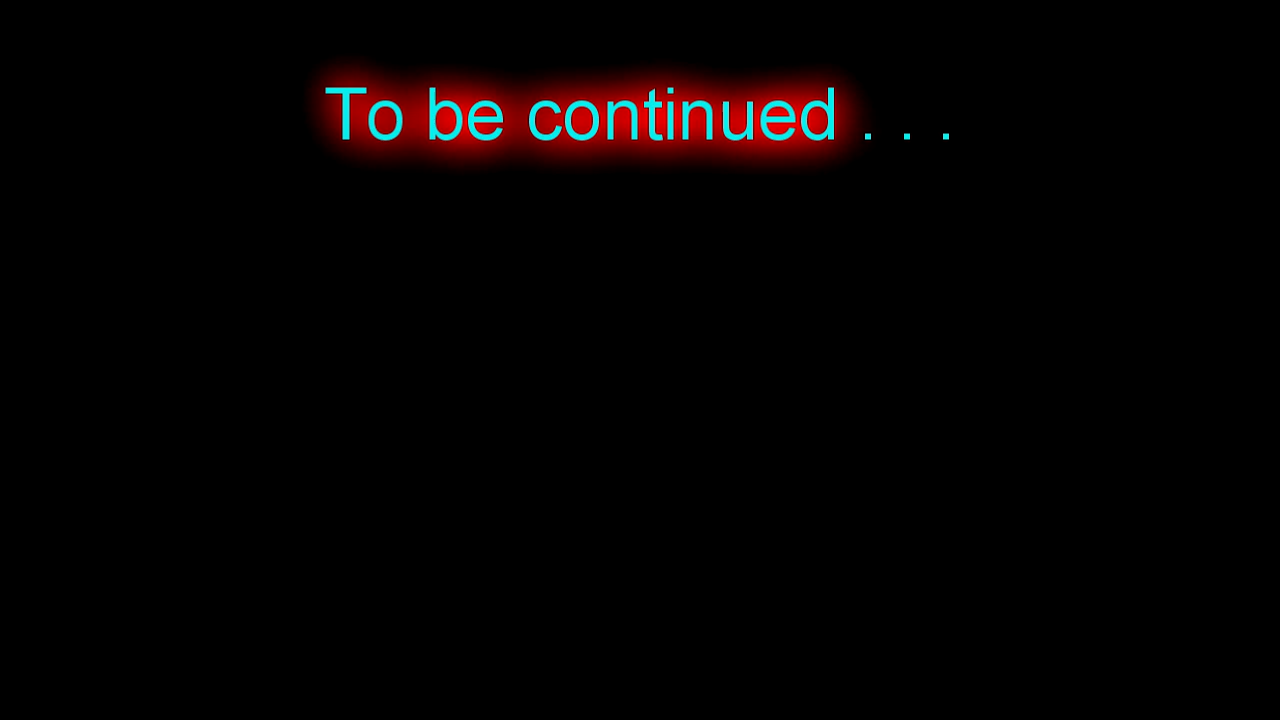 To be continued . . .